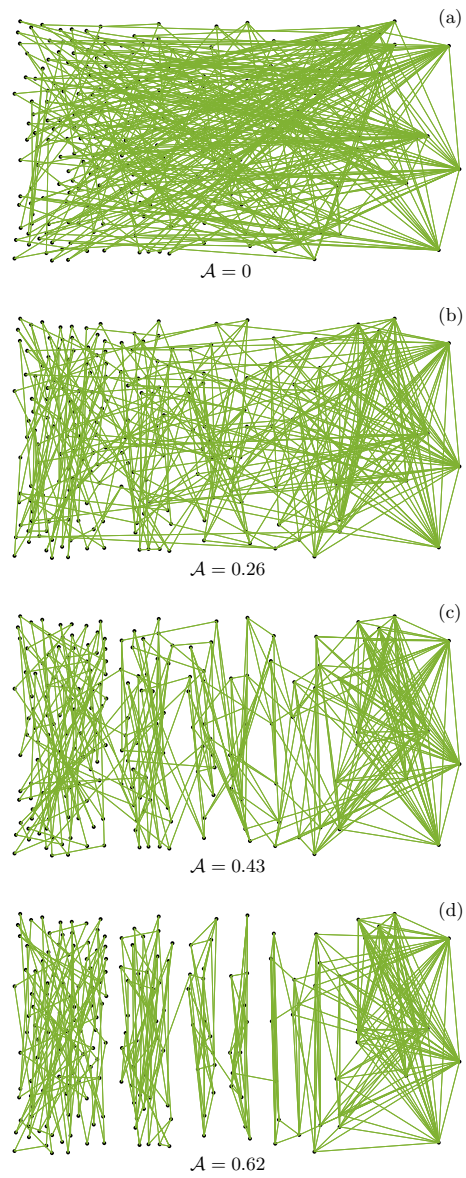 (a)
𝒜 = 0
(b)
𝒜 = 0.26
(c)
𝒜 = 0.43
(d)
𝒜 = 0.62